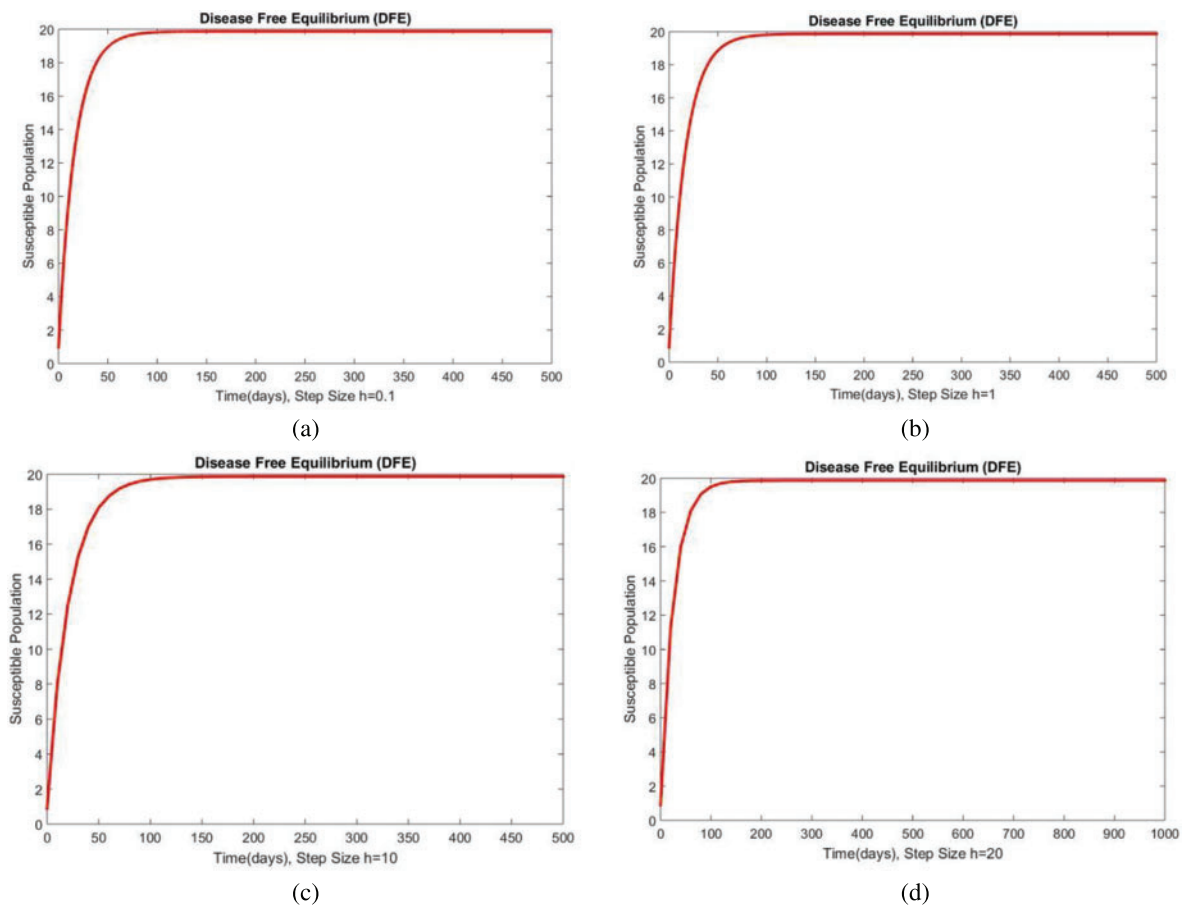 Disease Free Equilibrium (DFE)
20
18
16
14
12
10
8
6
4
2
0
Susceptible Population
0 50 100 150 200 250 300 350 400 450 500
Time(days), Step Size h=0.1
(a)
Disease Free Equilibrium (DFE)
20
18
16
14
12
10
8
6
4
2
0
Susceptible Population
0 50 100 150 200 250 300 350 400 450 500
Time(days), Step Size h=1
(b)
Disease Free Equilibrium (DFE)
20
18
16
14
12
10
8
6
4
2
0
Susceptible Population
0 50 100 150 200 250 300 350 400 450 500
Time(days), Step Size h=10
(c)
Disease Free Equilibrium (DFE)
20
18
16
14
12
10
8
6
4
2
0
Susceptible Population
0 100 200 300 400 500 600 700 800 900 1000
Time(days), Step Size h=20
(d)